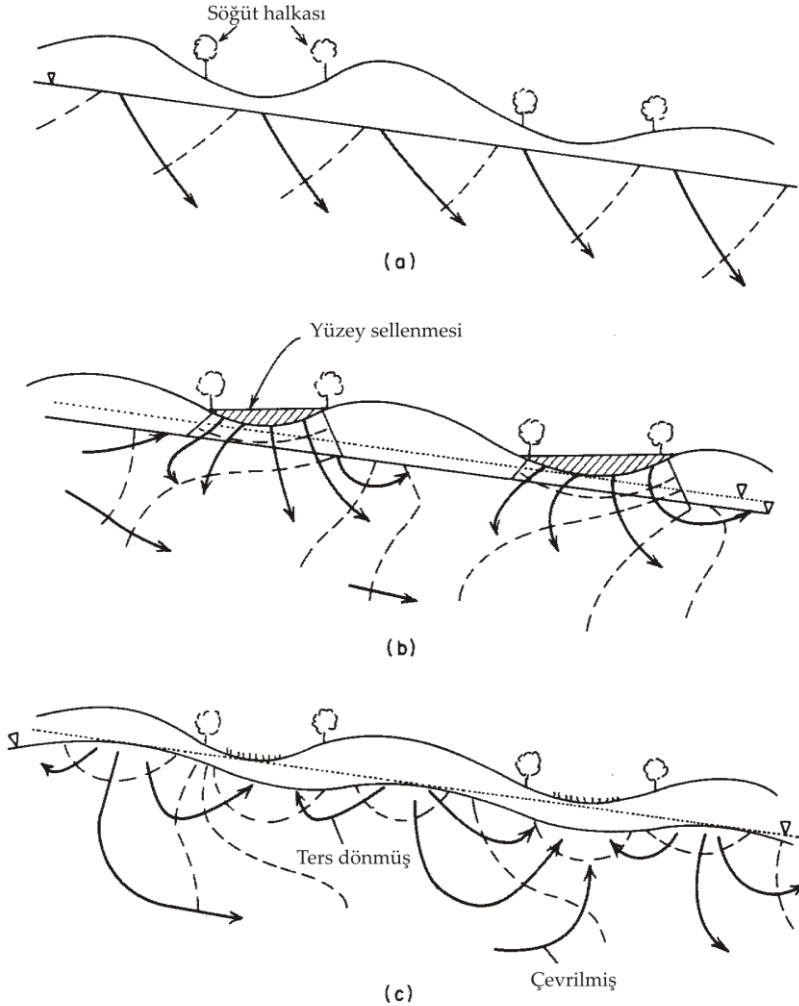 Söğüt halkası
(a)
Yüzey sellenmesi
(b)
Ters dönmüş
Çevrilmiş
(c)